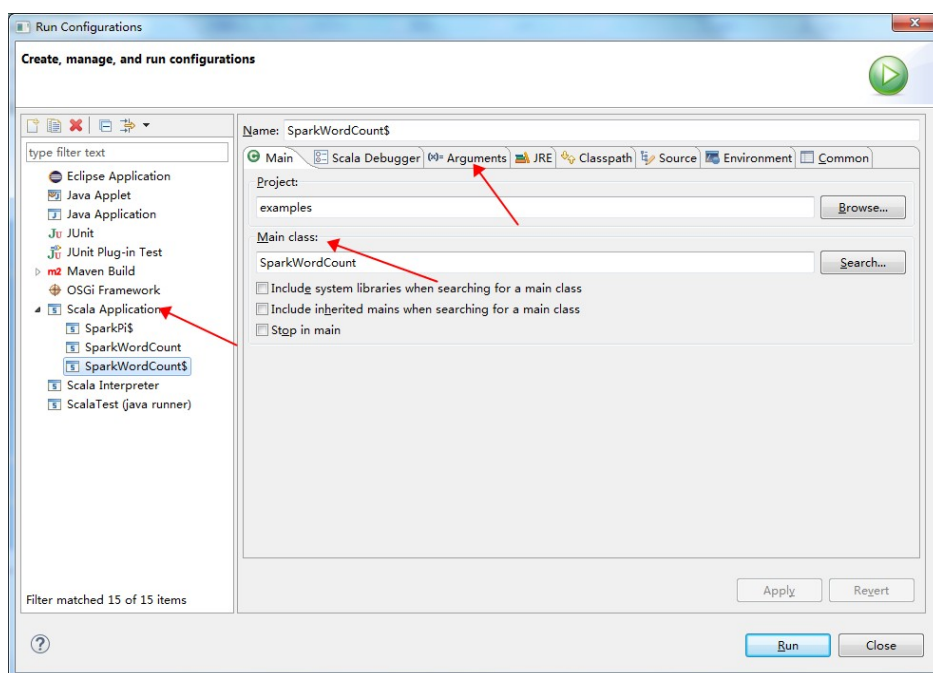 Run Configurations
Create, manage, and run configurations
type filter text
Eclipse Application
Java Applet
Java Application
Ju JUnit
Jü JUnit Plug-in Test
m2 Maven Build
OSGi Framework
Scala Application
SparkPi$
SparkWordCount
SparkWordCount$
Scala Interpreter
ScalaTest (java runner)
Filter matched 15 of 15 items
Name: SparkWordCount$
Main Scala Debugger (x)= Arguments JRE Classpath Source Environment Common
Project:
examples Browse...
Main class:
SparkWordCount Search...
Include system libraries when searching for a main class
Include inherited mains when searching for a main class
Stop in main
Apply Revert
Run Close